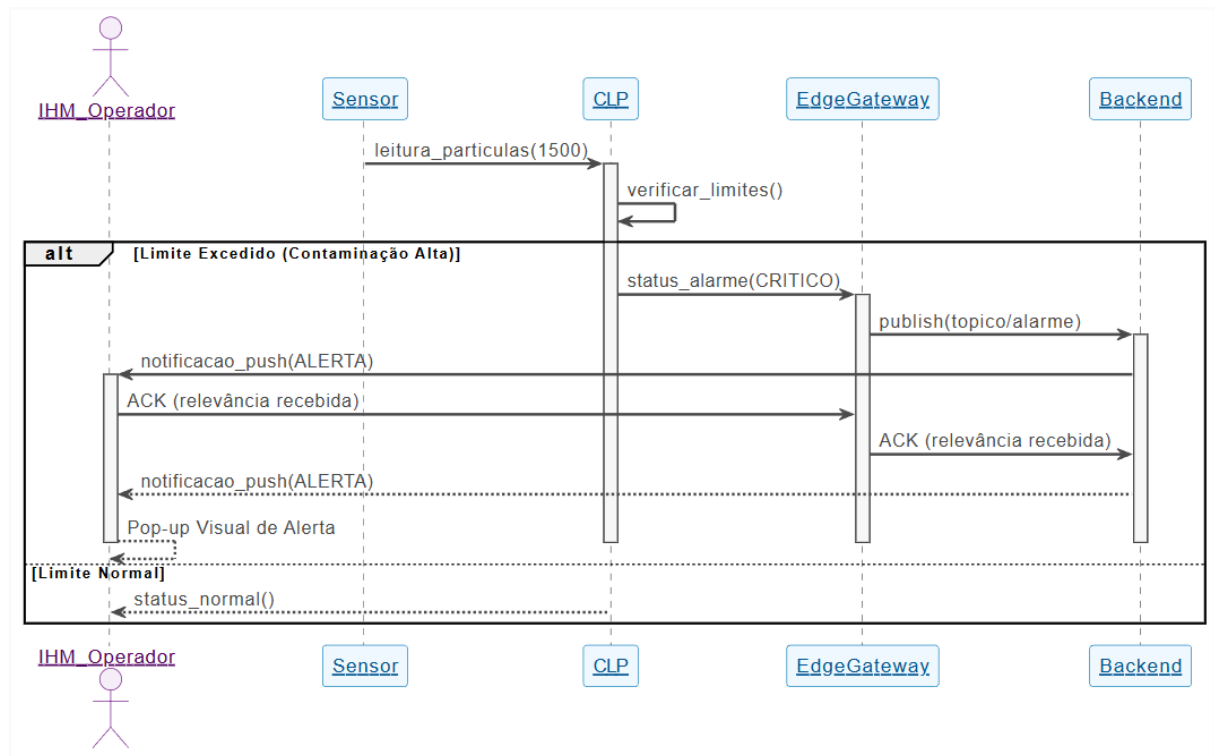 IHM_Operador
Sensor
CLP
EdgeGateway
Backend
leitura_particulas(1500)
verificar_limites()
alt
[Limite Excedido (Contaminação Alta)]
status_alarme(CRITICO)
publish(topico/alarme)
notificacao_push(ALERTA)
ACK (relevância recebida)
ACK (relevância recebida)
notificacao_push(ALERTA)
Pop-up Visual de Alerta
[Limite Normal]
status_normal()
IHM_Operador
Sensor
CLP
EdgeGateway
Backend